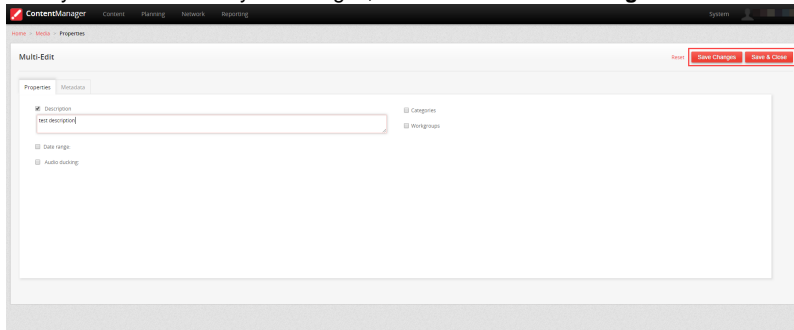 ContentManager Content Planning Network Reporting System
Home > Media > Properties
Multi-Edit Reset Save Changes Save & Close
Properties Metadata
Description Categories
test description Workgroups
Date range:
Audio ducking: